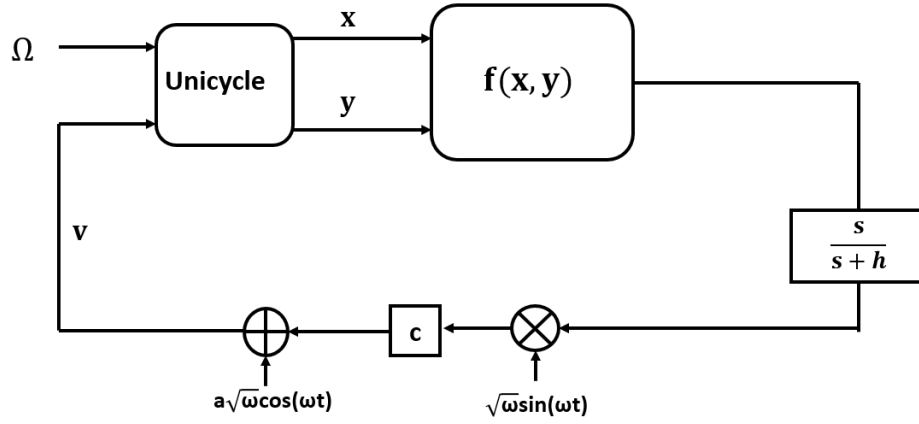 x
Ω
Unicycle
f(x, y)
y
v
s
s + h
c
a√ωcos(ωt)
√ωsin(ωt)